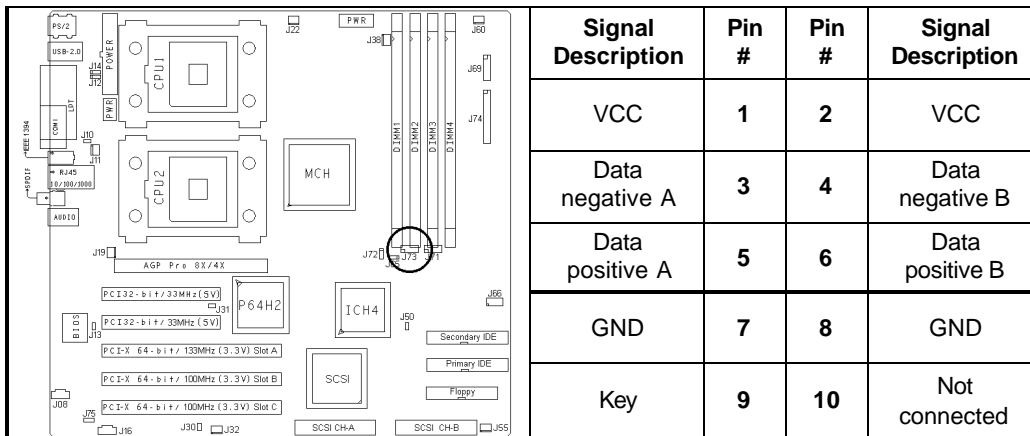 PS/2
J22
PWR
J38
J60
USB-2.0
POWER
J14
J12
CPU1
J69
PWR
LPT
COM1
J74
DIMM1
DIMM2
DIMM3
DIMM4
J10
IEEE1394
J11
RJ45
10/100/1000
CPU2
MCH
SPDIF
AUDIO
J19
J72
J73
J71
AGP Pro 8X/4X
PCI32-bit/33MHz(5V)
J31
P64H2
ICH4
J66
BIOS
J13
PCI32-bit/33MHz(5V)
J50
Secondary IDE
PCI-X 64-bit/ 133MHz (3.3V) Slot A
Primary IDE
PCI-X 64-bit/ 100MHz (3.3V) Slot B
SCSI
Floppy
J08
J75
PCI-X 64-bit/ 100MHz (3.3V) Slot C
J16
J30
J32
SCSI CH-A
SCSI CH-B
J55
Signal Description Pin # Pin # Signal Description
VCC 1 2 VCC
Data negative A 3 4 Data negative B
Data positive A 5 6 Data positive B
GND 7 8 GND
Key 9 10 Not connected